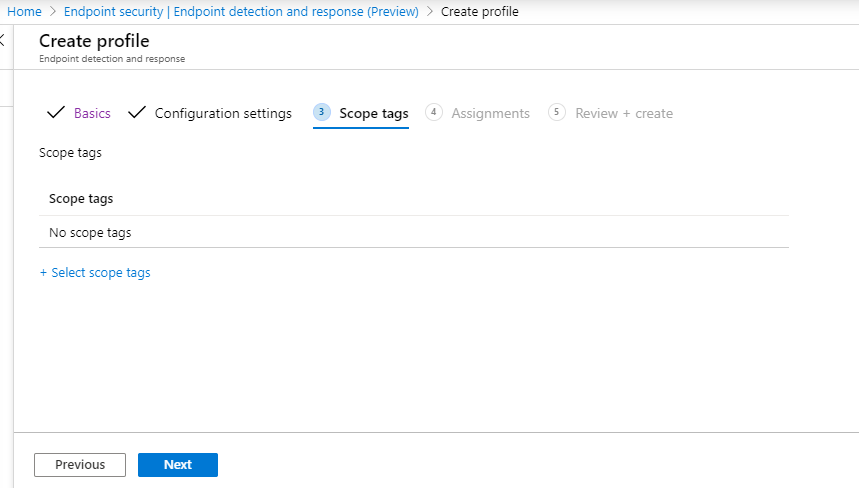 Home > Endpoint security | Endpoint detection and response (Preview) > Create profile
Create profile
Endpoint detection and response
Basics Configuration settings 3 Scope tags 4 Assignments 5 Review + create
Scope tags
Scope tags
No scope tags
+ Select scope tags
Previous Next